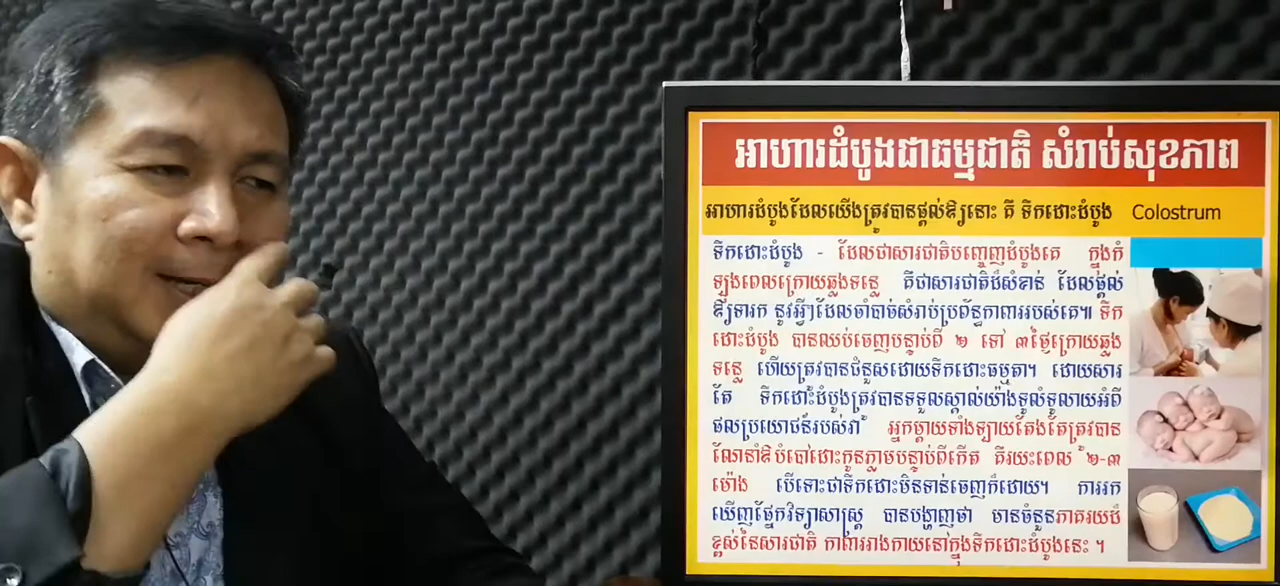 អាហារដំបូងជាធម្មជាតិ សំរាប់សុខភាព
អាហារដំបូងដែលយើងត្រូវបានផ្តល់ឱ្យនោះ គឺ ទឹកដោះដំបូង Colostrum
ទឹកដោះដំបូង - ដែលជាសារជាតិបញ្ចេញដំបូងគេ ក្នុងកំ
ឡុងពេលក្រោយឆ្លងទន្លេ គឺជាសារជាតិដ៏សំខាន់ ដែលផ្តល់
ឱ្យទារក នូវអ្វីៗដែលចាំបាច់សំរាប់ប្រព័ន្ធការពាររបស់គេ៕ ទឹក
ដោះដំបូង បានឈប់ចេញបន្ទាប់ពី ២ ទៅ ៣ថ្ងៃក្រោយឆ្លង
ទន្លេ ហើយត្រូវបានជំនួសដោយទឹកដោះធម្មតា។ ដោយសារ
តែ ទឹកដោះដំបូងត្រូវបានទទួលស្គាល់យ៉ាងទូលំទូលាយអំពី
ផលប្រយោជន៍របស់វា អ្នកម្តាយទាំងឡាយតែងតែត្រូវបាន
ណែនាំឱបំបៅដោះកូនភ្លាមបន្ទាប់ពីកើត គឺរយះពេល ២-៣
ម៉ោង បើទោះជាទឹកដោះមិនទាន់ចេញក៏ដោយ។ ការរក
ឃើញផ្នែកវិទ្យាសាស្ត្រ បានបង្ហាញថា មានចំនួនភាគរយដ៏
ខ្ពស់នៃសារជាតិ ការពាររាងកាយនៅក្នុងទឹកដោះដំបូងនេះ ។